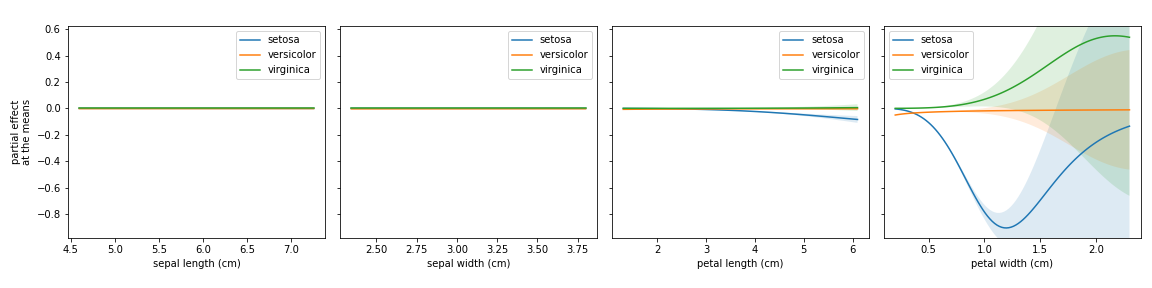 partial effect
at the means
0.6
0.4
0.2
0.0
−0.2
−0.4
−0.6
−0.8
setosa
versicolor
virginica
4.5 5.0 5.5 6.0 6.5 7.0
sepal length (cm)
setosa
versicolor
virginica
2.50 2.75 3.00 3.25 3.50 3.75
sepal width (cm)
setosa
versicolor
virginica
2 3 4 5 6
petal length (cm)
setosa
versicolor
virginica
0.5 1.0 1.5 2.0
petal width (cm)